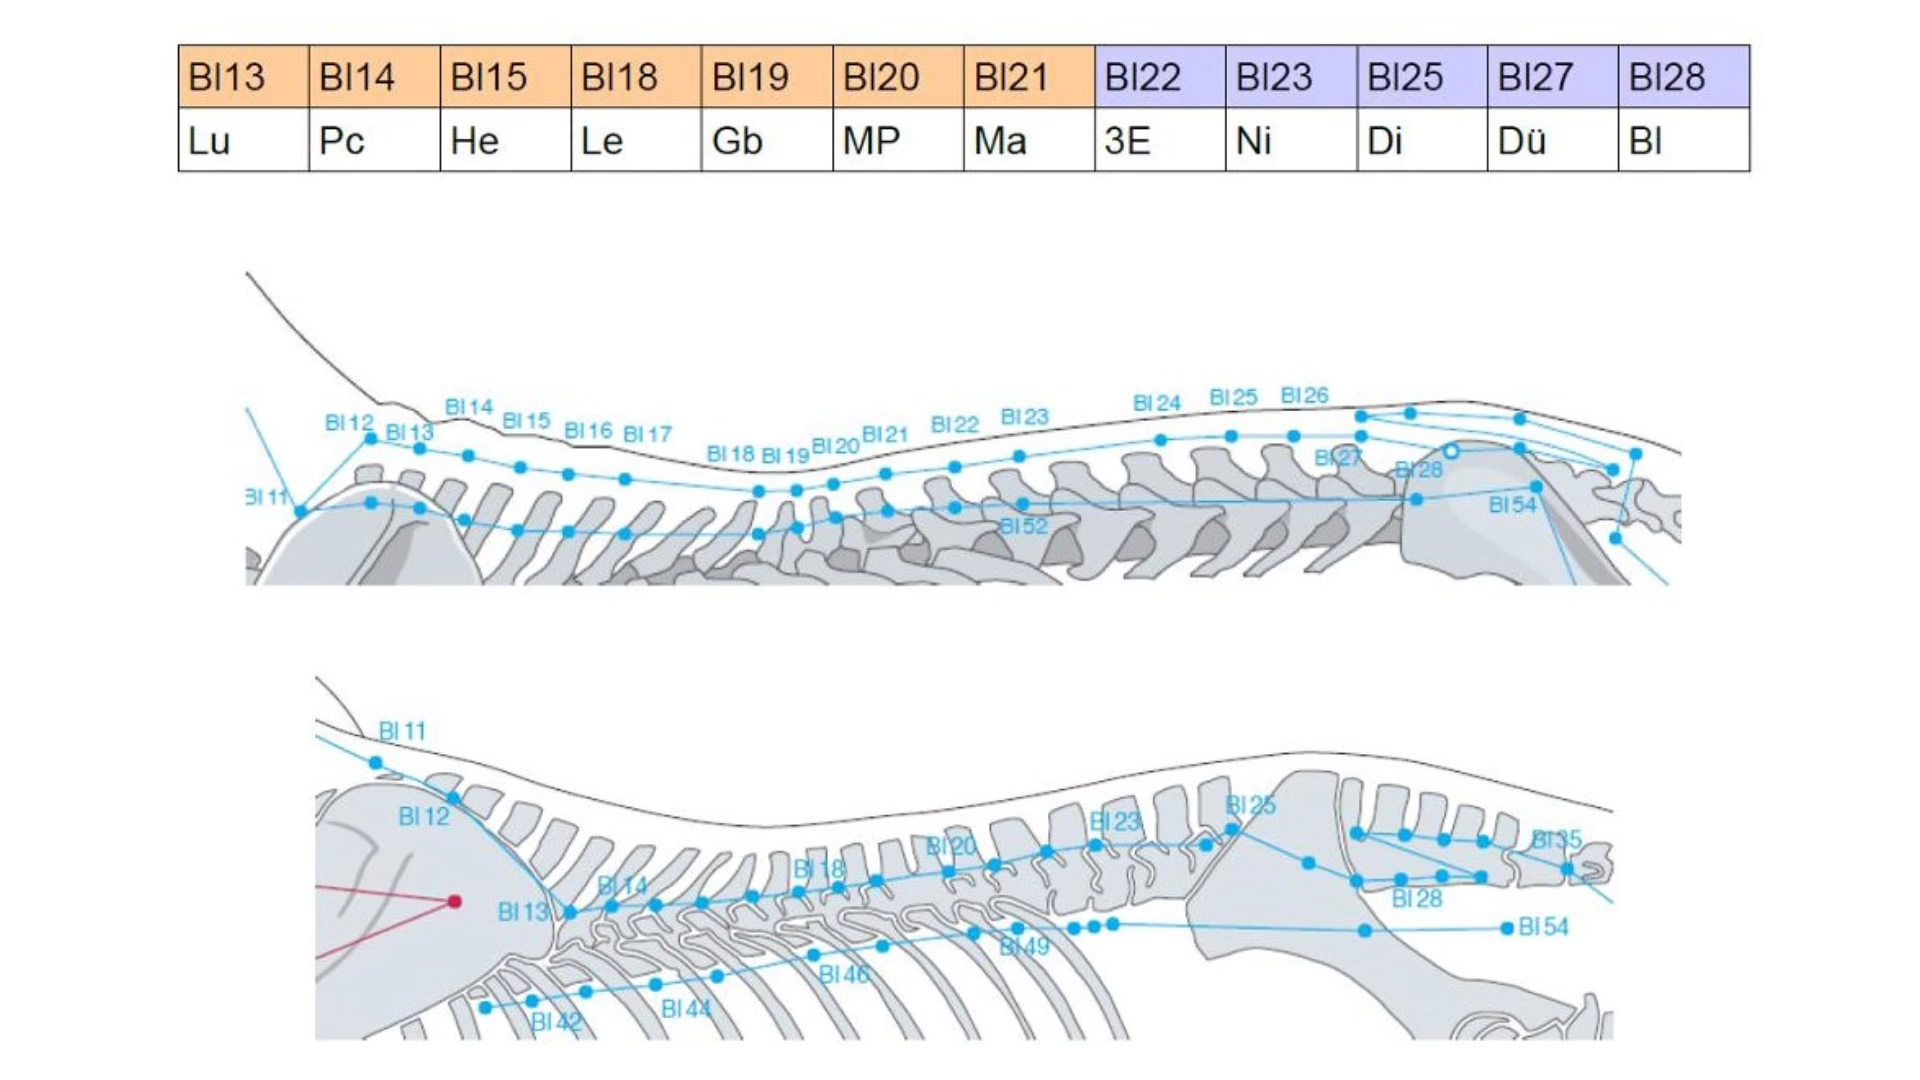 Bl13 Bl14 Bl15 Bl18 Bl19 Bl20 Bl21 Bl22 Bl23 Bl25 Bl27 Bl28
Lu Pc He Le Gb MP Ma 3E Ni Di Dü Bl
Bl 11
Bl 12
Bl 13
Bl 14
Bl 15
Bl 16
Bl 17
Bl 18
Bl 19
Bl 20
Bl 21
Bl 22
Bl 23
Bl 24
Bl 25
Bl 26
Bl 27
Bl 28
Bl 52
Bl 54
Bl 11
Bl 12
Bl 13
Bl 14
Bl 18
Bl 20
Bl 23
Bl 25
Bl 35
Bl 28
Bl 54
Bl 49
Bl 46
Bl 44
Bl 42